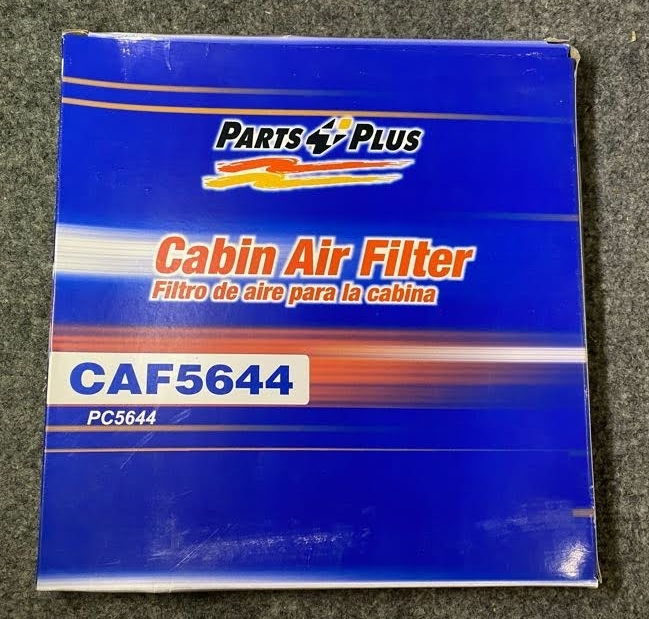 PARTS PLUS
Cabin Air Filter
Filtro de aire para la cabina
CAF5644
PC5644